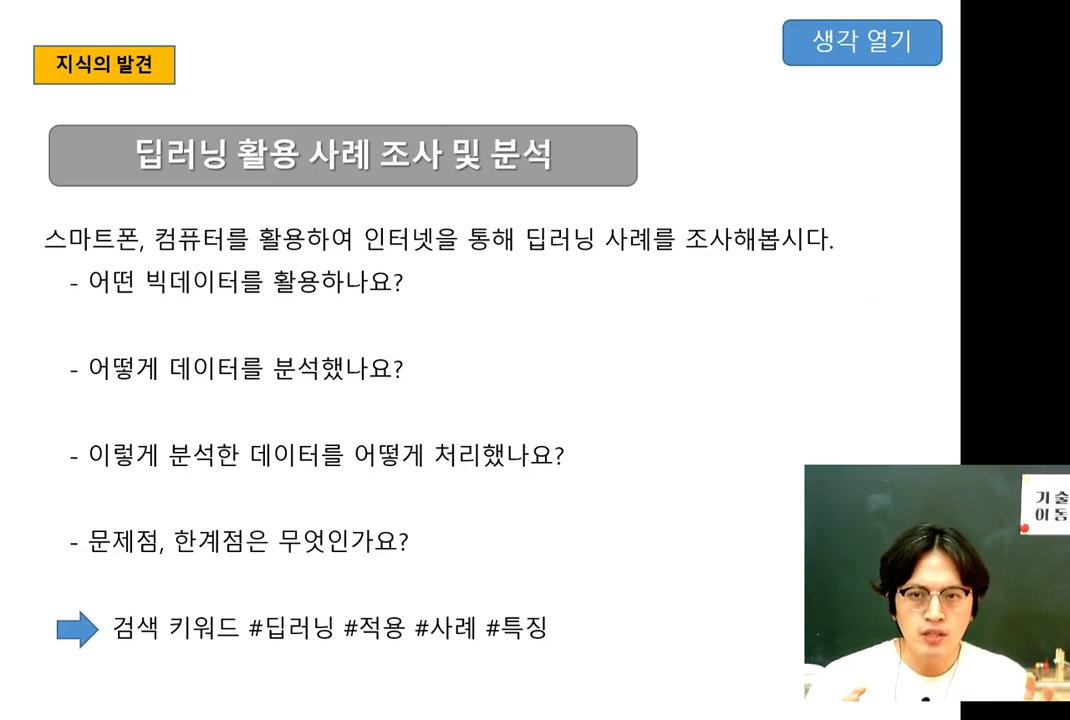 생각 열기
지식의 발견
딥러닝 활용 사례 조사 및 분석
스마트폰, 컴퓨터를 활용하여 인터넷을 통해 딥러닝 사례를 조사해봅시다.
- 어떤 빅데이터를 활용하나요?
- 어떻게 데이터를 분석했나요?
- 이렇게 분석한 데이터를 어떻게 처리했나요?
- 문제점, 한계점은 무엇인가요?
검색 키워드 #딥러닝 #적용 #사례 #특징
기술
이동